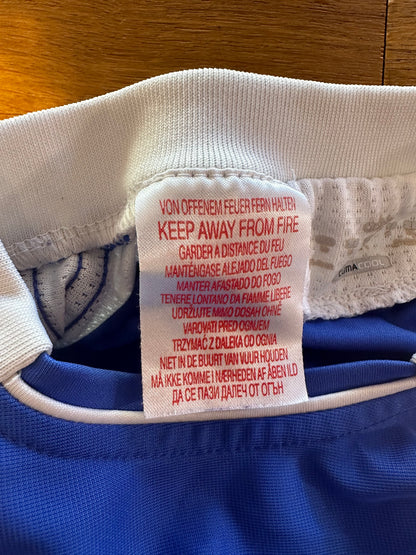 VON OFFENEM FEUER FERN HALTEN
KEEP AWAY FROM FIRE
GARDER A DISTANCE DU FEU
MANTÉNGASE ALEJADO DEL FUEGO
MANTER AFASTADO DO FOGO
TENERE LONTANO DA FIAMME LIBERE
UDRŽUJTE MIMO DOSAH OHNĚ
VAROVATI PRED OGNJEM
TRZYMAĆ Z DALEKA OD OGNIA
NIET IN DE BUURT VAN VUUR HOUDEN
MÅ IKKE KOMME I NÆRHEDEN AF ÅBEN ILD
ДА СЕ ПАЗИ ДАЛЕЧ ОТ ОГЪН
CLIMACOOL